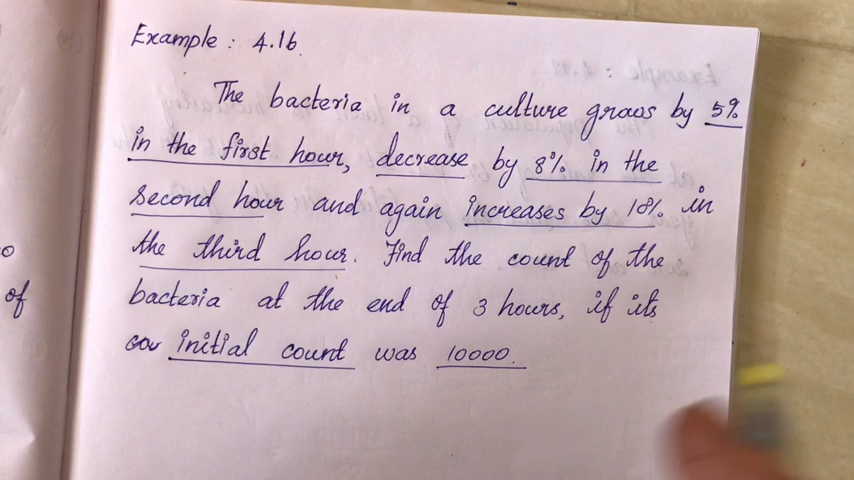 Example : 4.16
The bacteria in a culture grows by 5%
in the first hour, decrease by 8% in the
second hour and again increases by 10% in
the third hour. Find the count of the
bacteria at the end of 3 hours, if its
cou initial count was 10000.
o
of